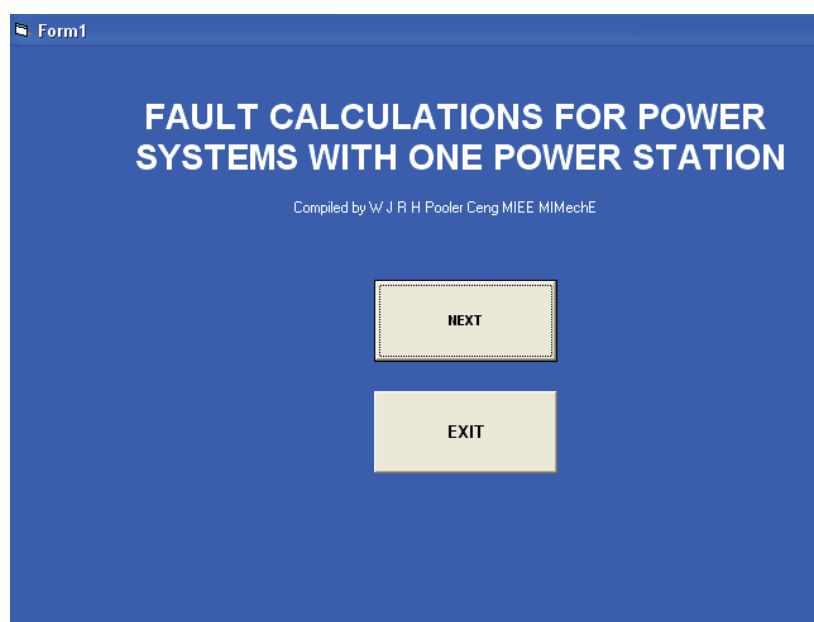 Form1
FAULT CALCULATIONS FOR POWER
SYSTEMS WITH ONE POWER STATION
Compiled by W J R H Pooler Ceng MIEE MIMechE
NEXT
EXIT